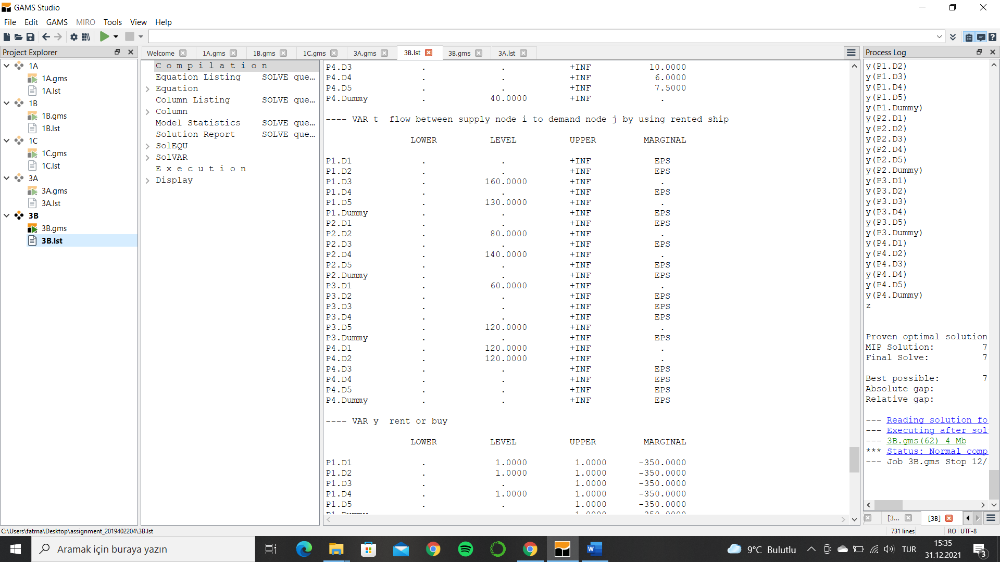 GAMS Studio
File Edit GAMS MIRO Tools View Help
Project Explorer
1A
1A.gms
1A.lst
1B
1B.gms
1B.lst
1C
1C.gms
1C.lst
3A
3A.gms
3A.lst
3B
3B.gms
3B.lst
Welcome 1A.gms 1B.gms 1C.gms 3A.gms 3B.lst 3B.gms 3A.lst
C o m p i l a t i o n
Equation Listing SOLVE que...
Equation
Column Listing SOLVE que...
Column
Model Statistics SOLVE que...
Solution Report SOLVE que...
SolEQU
SolVAR
E x e c u t i o n
Display
P4.D3 . . +INF 10.0000
P4.D4 . . +INF 6.0000
P4.D5 . . +INF 7.5000
P4.Dummy . 40.0000 +INF .
---- VAR t flow between supply node i to demand node j by using rented ship
LOWER LEVEL UPPER MARGINAL
P1.D1 . . +INF EPS
P1.D2 . . +INF EPS
P1.D3 . 160.0000 +INF .
P1.D4 . . +INF EPS
P1.D5 . 130.0000 +INF .
P1.Dummy . . +INF EPS
P2.D1 . . +INF EPS
P2.D2 . 80.0000 +INF .
P2.D3 . . +INF EPS
P2.D4 . 140.0000 +INF .
P2.D5 . . +INF EPS
P2.Dummy . . +INF EPS
P3.D1 . 60.0000 +INF .
P3.D2 . . +INF EPS
P3.D3 . . +INF EPS
P3.D4 . . +INF EPS
P3.D5 . 120.0000 +INF .
P3.Dummy . . +INF EPS
P4.D1 . 120.0000 +INF .
P4.D2 . 120.0000 +INF .
P4.D3 . . +INF EPS
P4.D4 . . +INF EPS
P4.D5 . . +INF EPS
P4.Dummy . . +INF EPS
---- VAR y rent or buy
LOWER LEVEL UPPER MARGINAL
P1.D1 . 1.0000 1.0000 -350.0000
P1.D2 . 1.0000 1.0000 -350.0000
P1.D3 . . 1.0000 -350.0000
P1.D4 . 1.0000 1.0000 -350.0000
P1.D5 . . 1.0000 -350.0000
Process Log
y(P1.D2)
y(P1.D3)
y(P1.D4)
y(P1.D5)
y(P1.Dummy)
y(P2.D1)
y(P2.D2)
y(P2.D3)
y(P2.D4)
y(P2.D5)
y(P2.Dummy)
y(P3.D1)
y(P3.D2)
y(P3.D3)
y(P3.D4)
y(P3.D5)
y(P3.Dummy)
y(P4.D1)
y(P4.D2)
y(P4.D3)
y(P4.D4)
y(P4.D5)
y(P4.Dummy)
z
Proven optimal solution
MIP Solution: 7
Final Solve: 7
Best possible: 7
Absolute gap:
Relative gap:
--- Reading solution fo
--- Executing after sol
--- 3B.gms(62) 4 Mb
*** Status: Normal comp
--- Job 3B.gms Stop 12/
[3... [3B]
C:\Users\fatma\Desktop\assignment_2019402204\3B.lst
731 lines RO UTF-8
Aramak için buraya yazın
9°C Bulutlu
TUR
15:35
31.12.2021
3